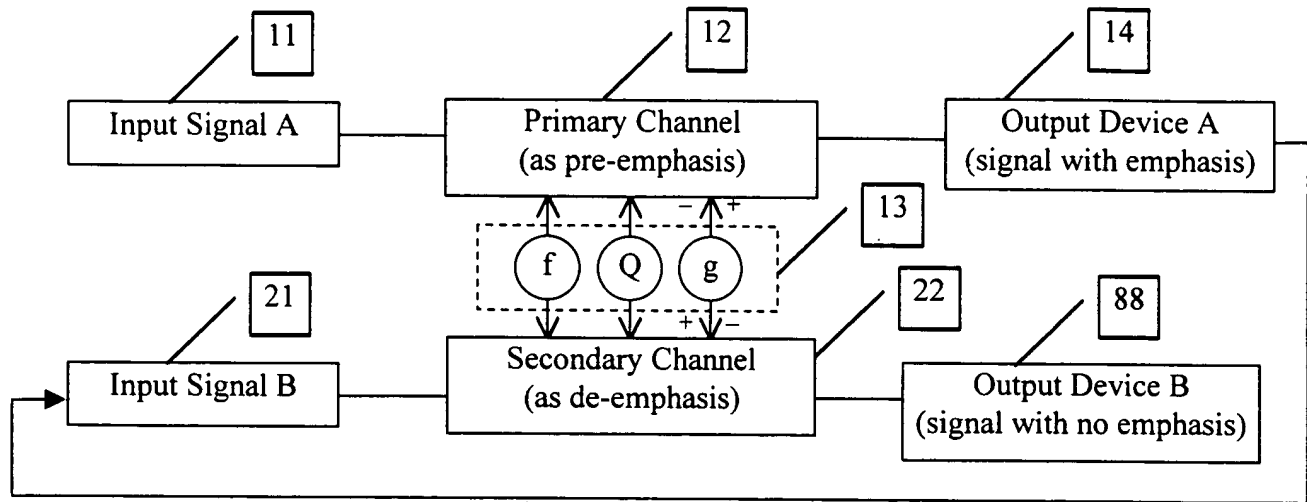 11
12
14
Input Signal A
Primary Channel
(as pre-emphasis)
Output Device A
(signal with emphasis)
– +
13
f Q g
21
+ –
22
88
Input Signal B
Secondary Channel
(as de-emphasis)
Output Device B
(signal with no emphasis)